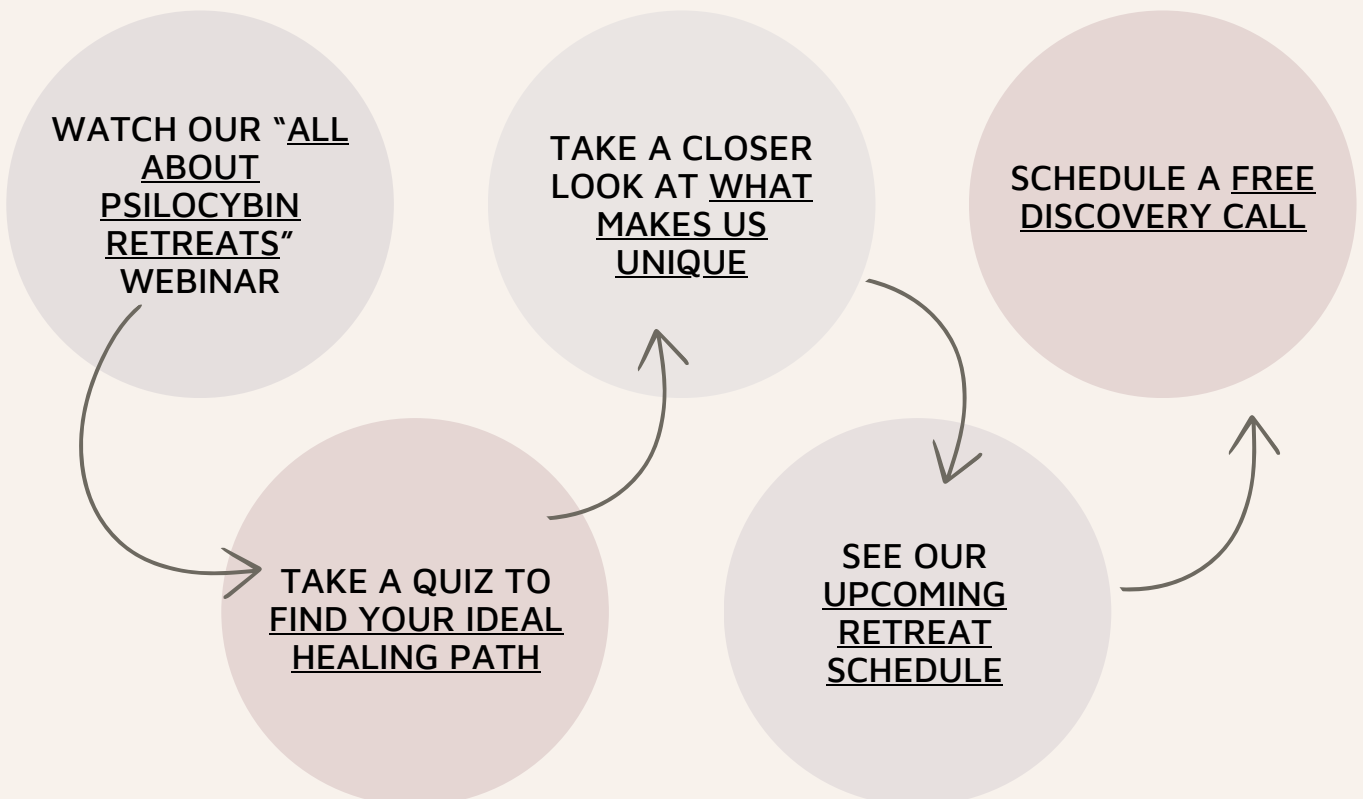 WATCH OUR “ALL
ABOUT
PSILOCYBIN
RETREATS”
WEBINAR
TAKE A QUIZ TO
FIND YOUR IDEAL
HEALING PATH
TAKE A CLOSER
LOOK AT WHAT
MAKES US
UNIQUE
SEE OUR
UPCOMING
RETREAT
SCHEDULE
SCHEDULE A FREE
DISCOVERY CALL